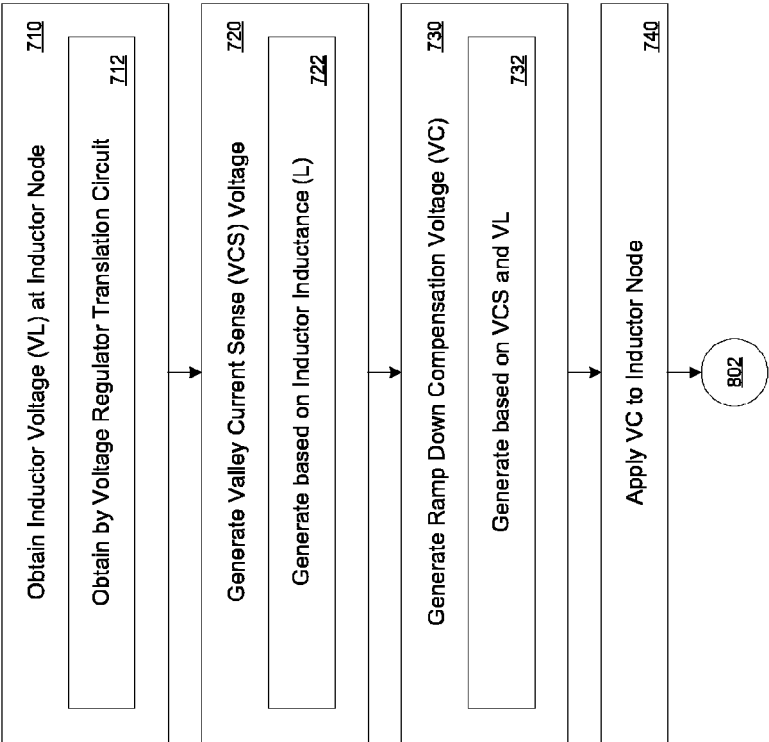 Obtain Inductor Voltage (VL) at Inductor Node
710
Obtain by Voltage Regulator Translation Circuit
712
Generate Valley Current Sense (VCS) Voltage
720
Generate based on Inductor Inductance (L)
722
Generate Ramp Down Compensation Voltage (VC)
730
Generate based on VCS and VL
732
Apply VC to Inductor Node
740
802